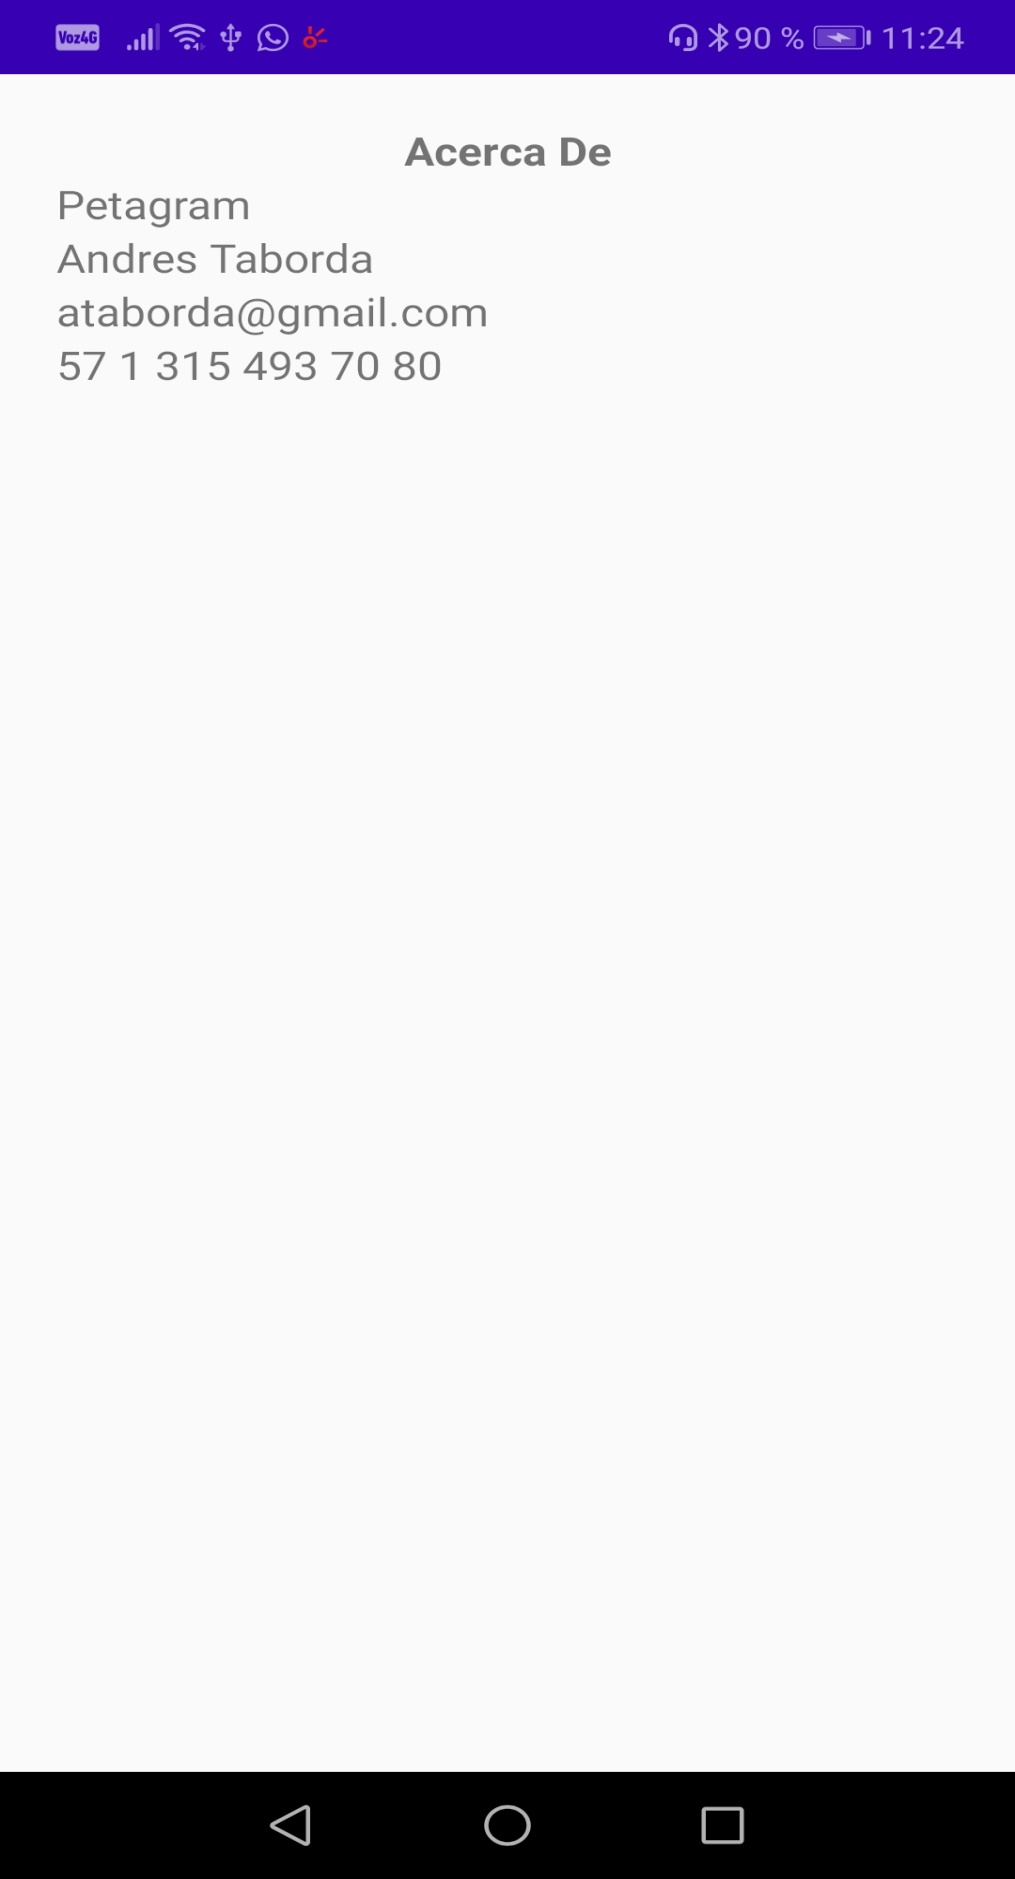 Voz4G 90 % 11:24
Acerca De
Petagram
Andres Taborda
ataborda@gmail.com
57 1 315 493 70 80